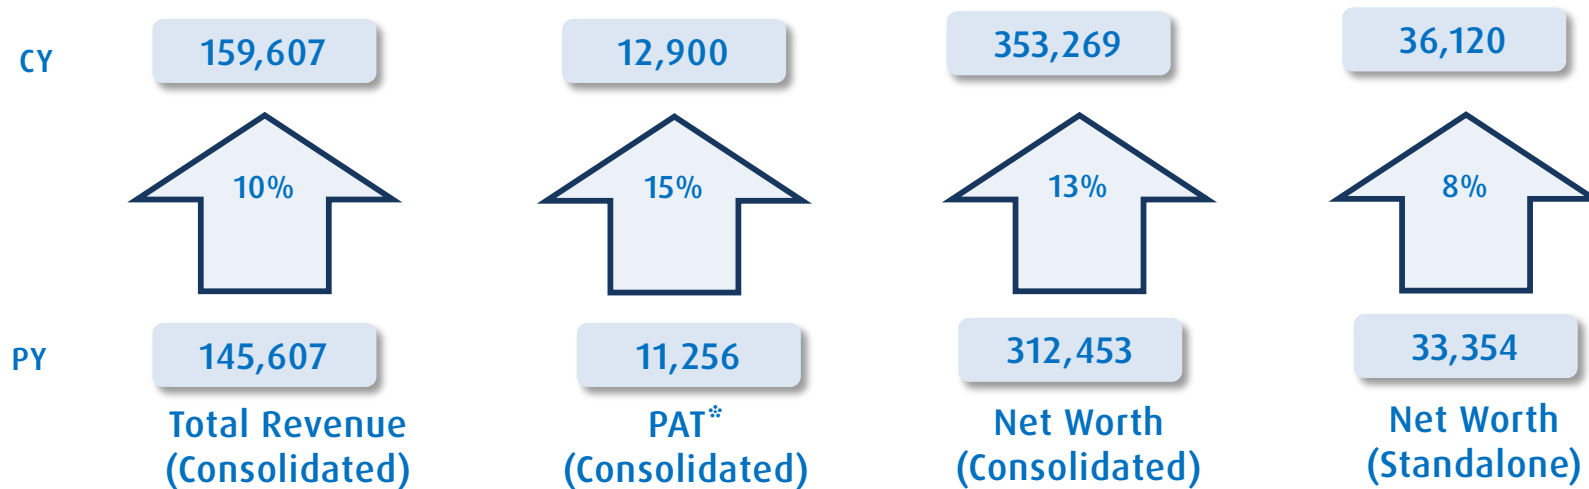 CY 159,607 12,900 353,269 36,120
10% 15% 13% 8%
PY 145,607 11,256 312,453 33,354
Total Revenue PAT* Net Worth Net Worth
(Consolidated) (Consolidated) (Consolidated) (Standalone)